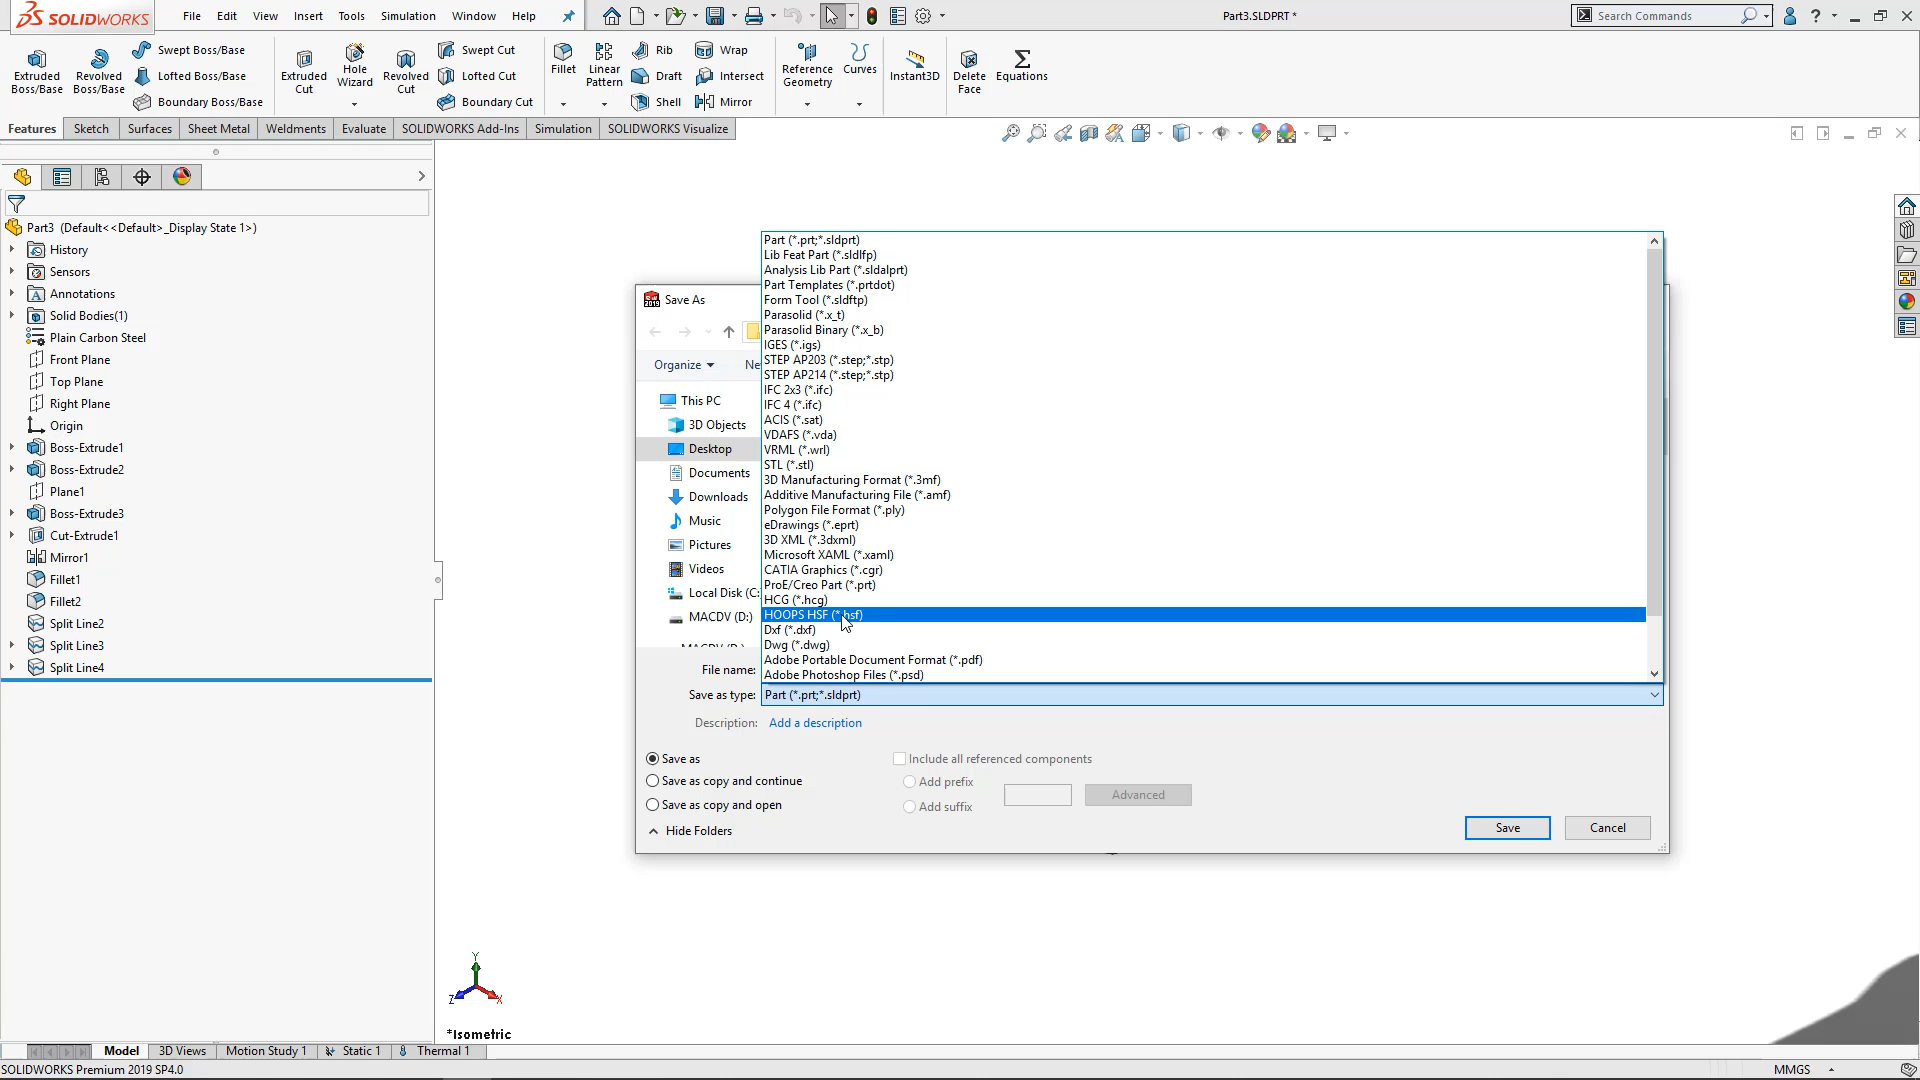 SOLIDWORKS
File Edit View Insert Tools Simulation Window Help
Part3.SLDPRT *
Search Commands
Extruded Boss/Base
Revolved Boss/Base
Swept Boss/Base
Lofted Boss/Base
Boundary Boss/Base
Extruded Cut
Hole Wizard
Revolved Cut
Swept Cut
Lofted Cut
Boundary Cut
Fillet
Linear Pattern
Rib
Draft
Shell
Wrap
Intersect
Mirror
Reference Geometry
Curves
Instant3D
Delete Face
Equations
Features Sketch Surfaces Sheet Metal Weldments Evaluate SOLIDWORKS Add-Ins Simulation SOLIDWORKS Visualize
Part3 (Default<<Default>_Display State 1>)
History
Sensors
Annotations
Solid Bodies(1)
Plain Carbon Steel
Front Plane
Top Plane
Right Plane
Origin
Boss-Extrude1
Boss-Extrude2
Plane1
Boss-Extrude3
Cut-Extrude1
Mirror1
Fillet1
Fillet2
Split Line2
Split Line3
Split Line4
Save As
Organize
Ne
This PC
3D Objects
Desktop
Documents
Downloads
Music
Pictures
Videos
Local Disk (C:
MACDV (D:)
Part (*.prt;*.sldprt)
Lib Feat Part (*.sldlfp)
Analysis Lib Part (*.sldalprt)
Part Templates (*.prtdot)
Form Tool (*.sldftp)
Parasolid (*.x_t)
Parasolid Binary (*.x_b)
IGES (*.igs)
STEP AP203 (*.step;*.stp)
STEP AP214 (*.step;*.stp)
IFC 2x3 (*.ifc)
IFC 4 (*.ifc)
ACIS (*.sat)
VDAFS (*.vda)
VRML (*.wrl)
STL (*.stl)
3D Manufacturing Format (*.3mf)
Additive Manufacturing File (*.amf)
Polygon File Format (*.ply)
eDrawings (*.eprt)
3D XML (*.3dxml)
Microsoft XAML (*.xaml)
CATIA Graphics (*.cgr)
ProE/Creo Part (*.prt)
HCG (*.hcg)
HOOPS HSF (*.hsf)
Dxf (*.dxf)
Dwg (*.dwg)
Adobe Portable Document Format (*.pdf)
Adobe Photoshop Files (*.psd)
File name:
Save as type: Part (*.prt;*.sldprt)
Description: Add a description
Save as
Save as copy and continue
Save as copy and open
Include all referenced components
Add prefix
Add suffix
Advanced
Hide Folders
Save
Cancel
Y
Z
X
*Isometric
Model 3D Views Motion Study 1 Static 1 Thermal 1
SOLIDWORKS Premium 2019 SP4.0
MMGS